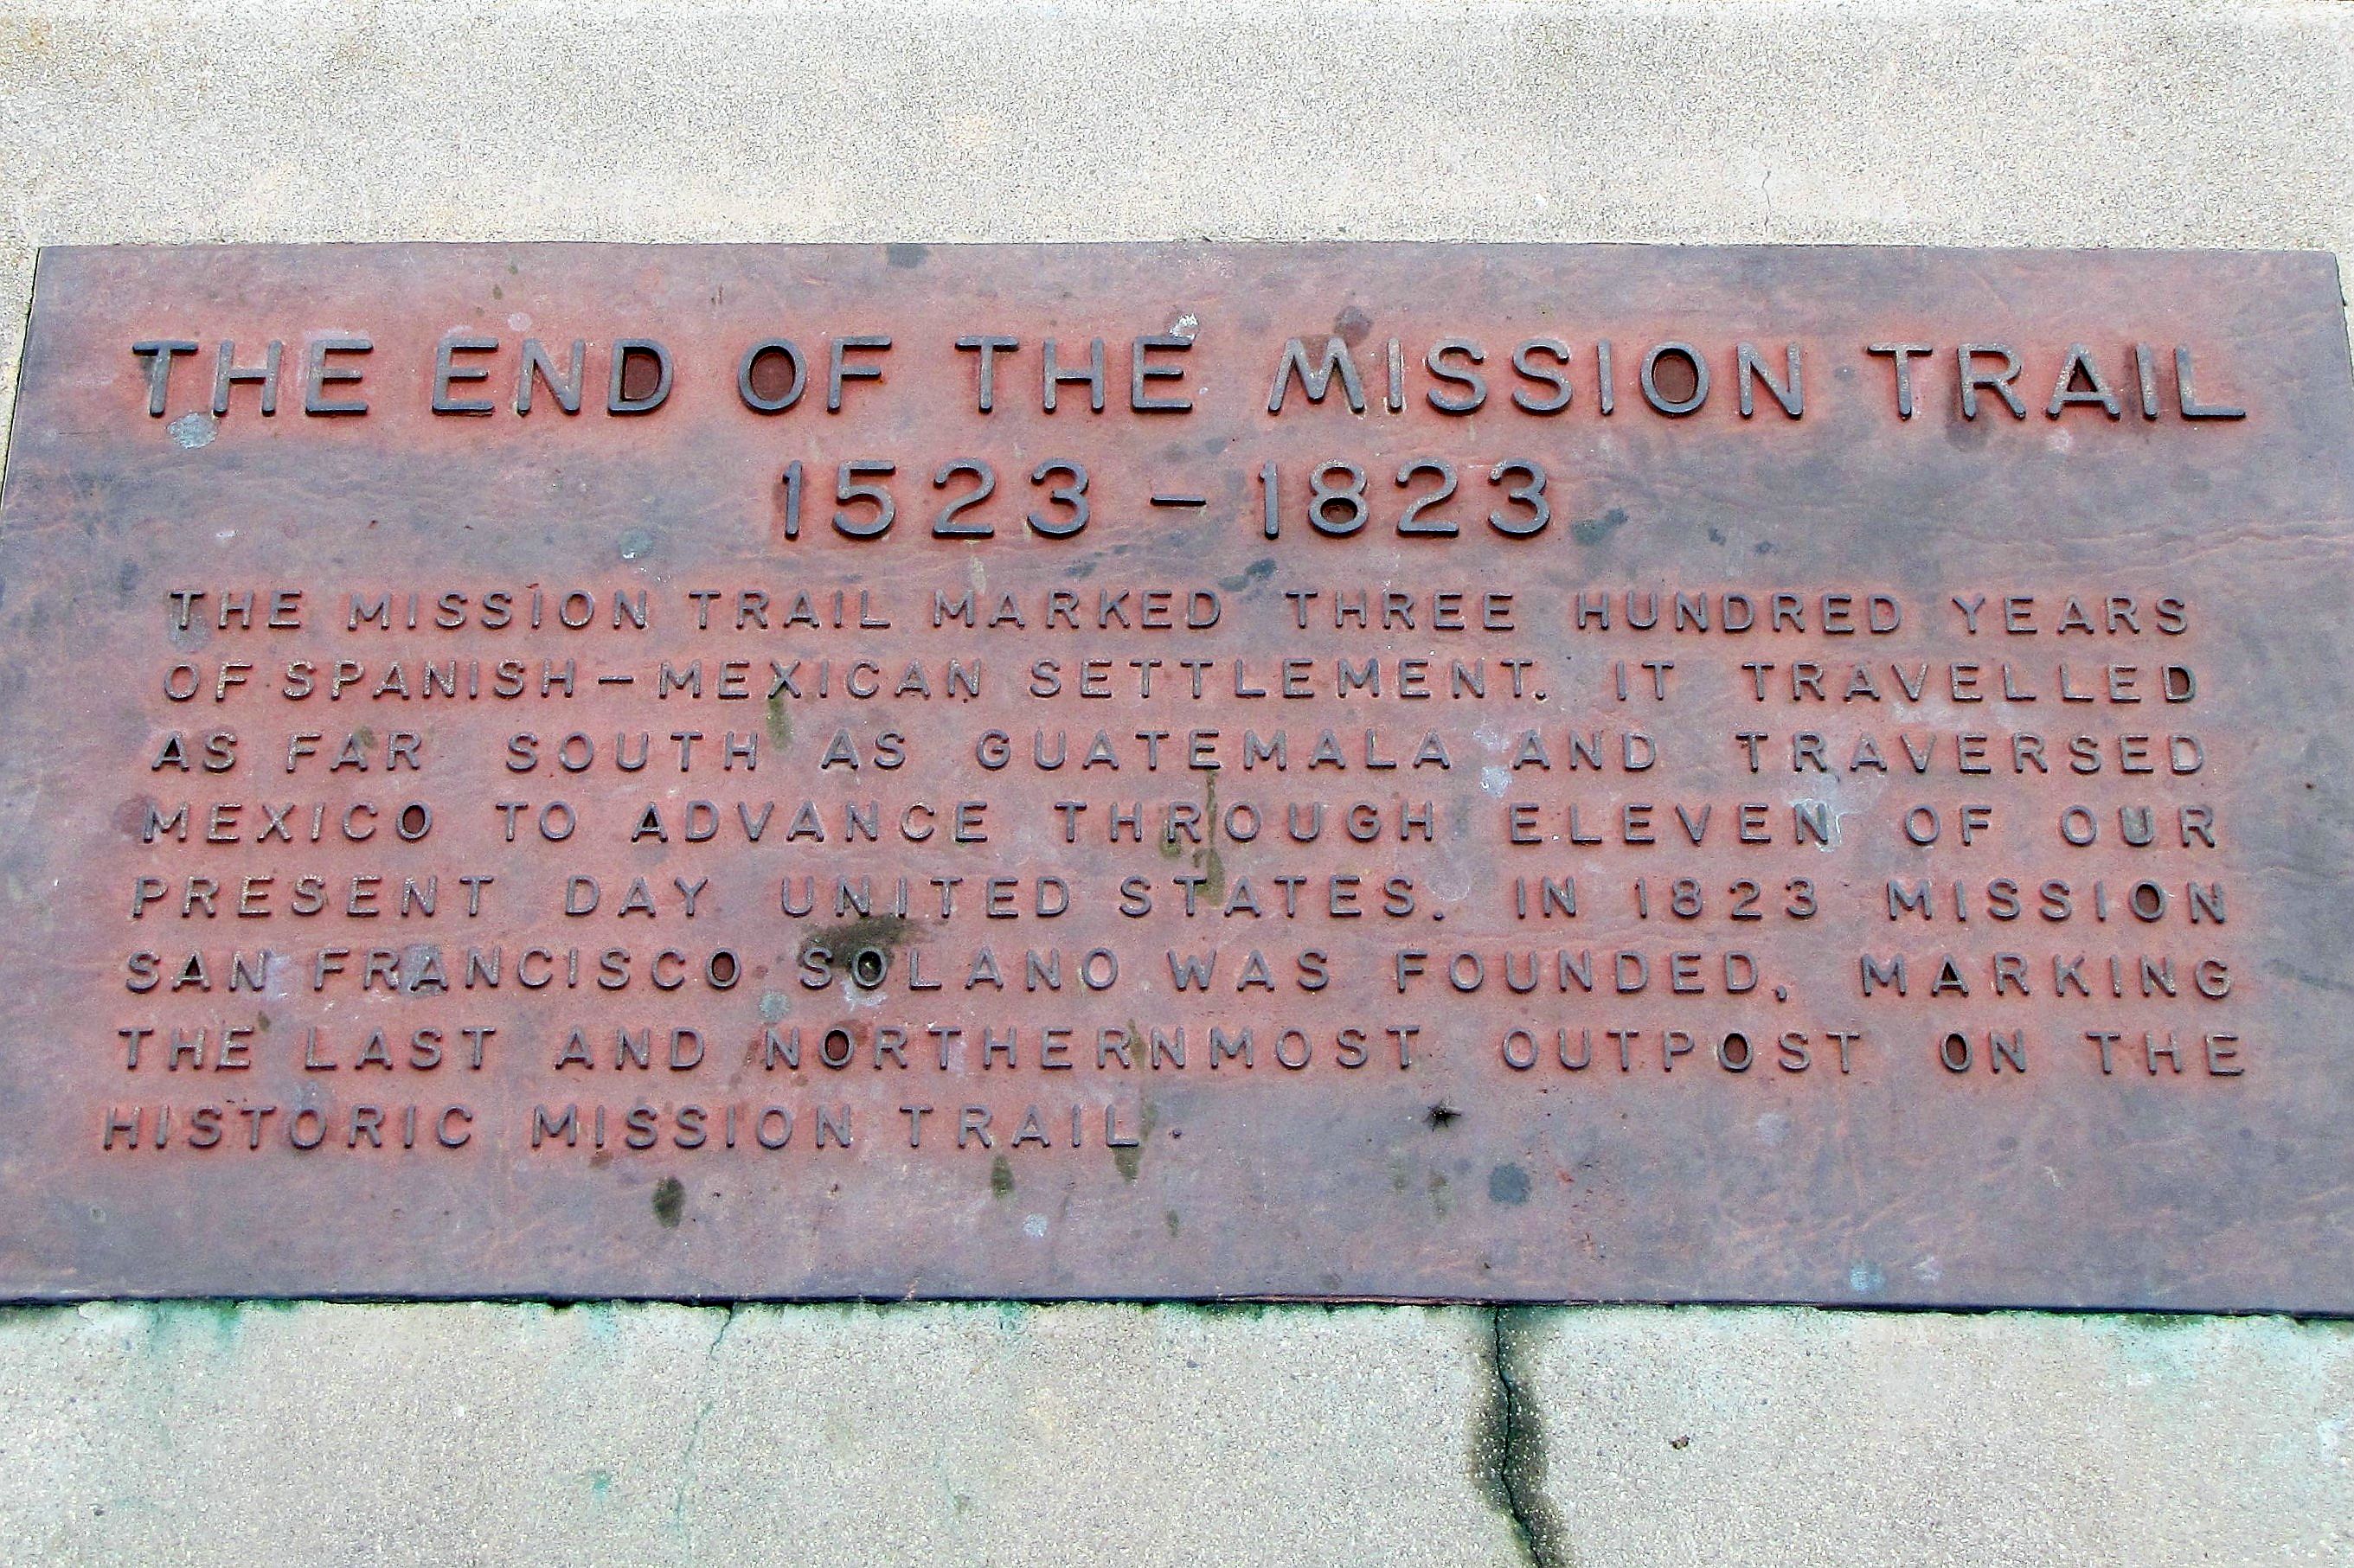 THE END OF THE MISSION TRAIL
1523 - 1823
THE MISSION TRAIL MARKED THREE HUNDRED YEARS
OF SPANISH-MEXICAN SETTLEMENT. IT TRAVELLED
AS FAR SOUTH AS GUATEMALA AND TRAVERSED
MEXICO TO ADVANCE THROUGH ELEVEN OF OUR
PRESENT DAY UNITED STATES. IN 1823 MISSION
SAN FRANCISCO SOLANO WAS FOUNDED, MARKING
THE LAST AND NORTHERNMOST OUTPOST ON THE
HISTORIC MISSION TRAIL.